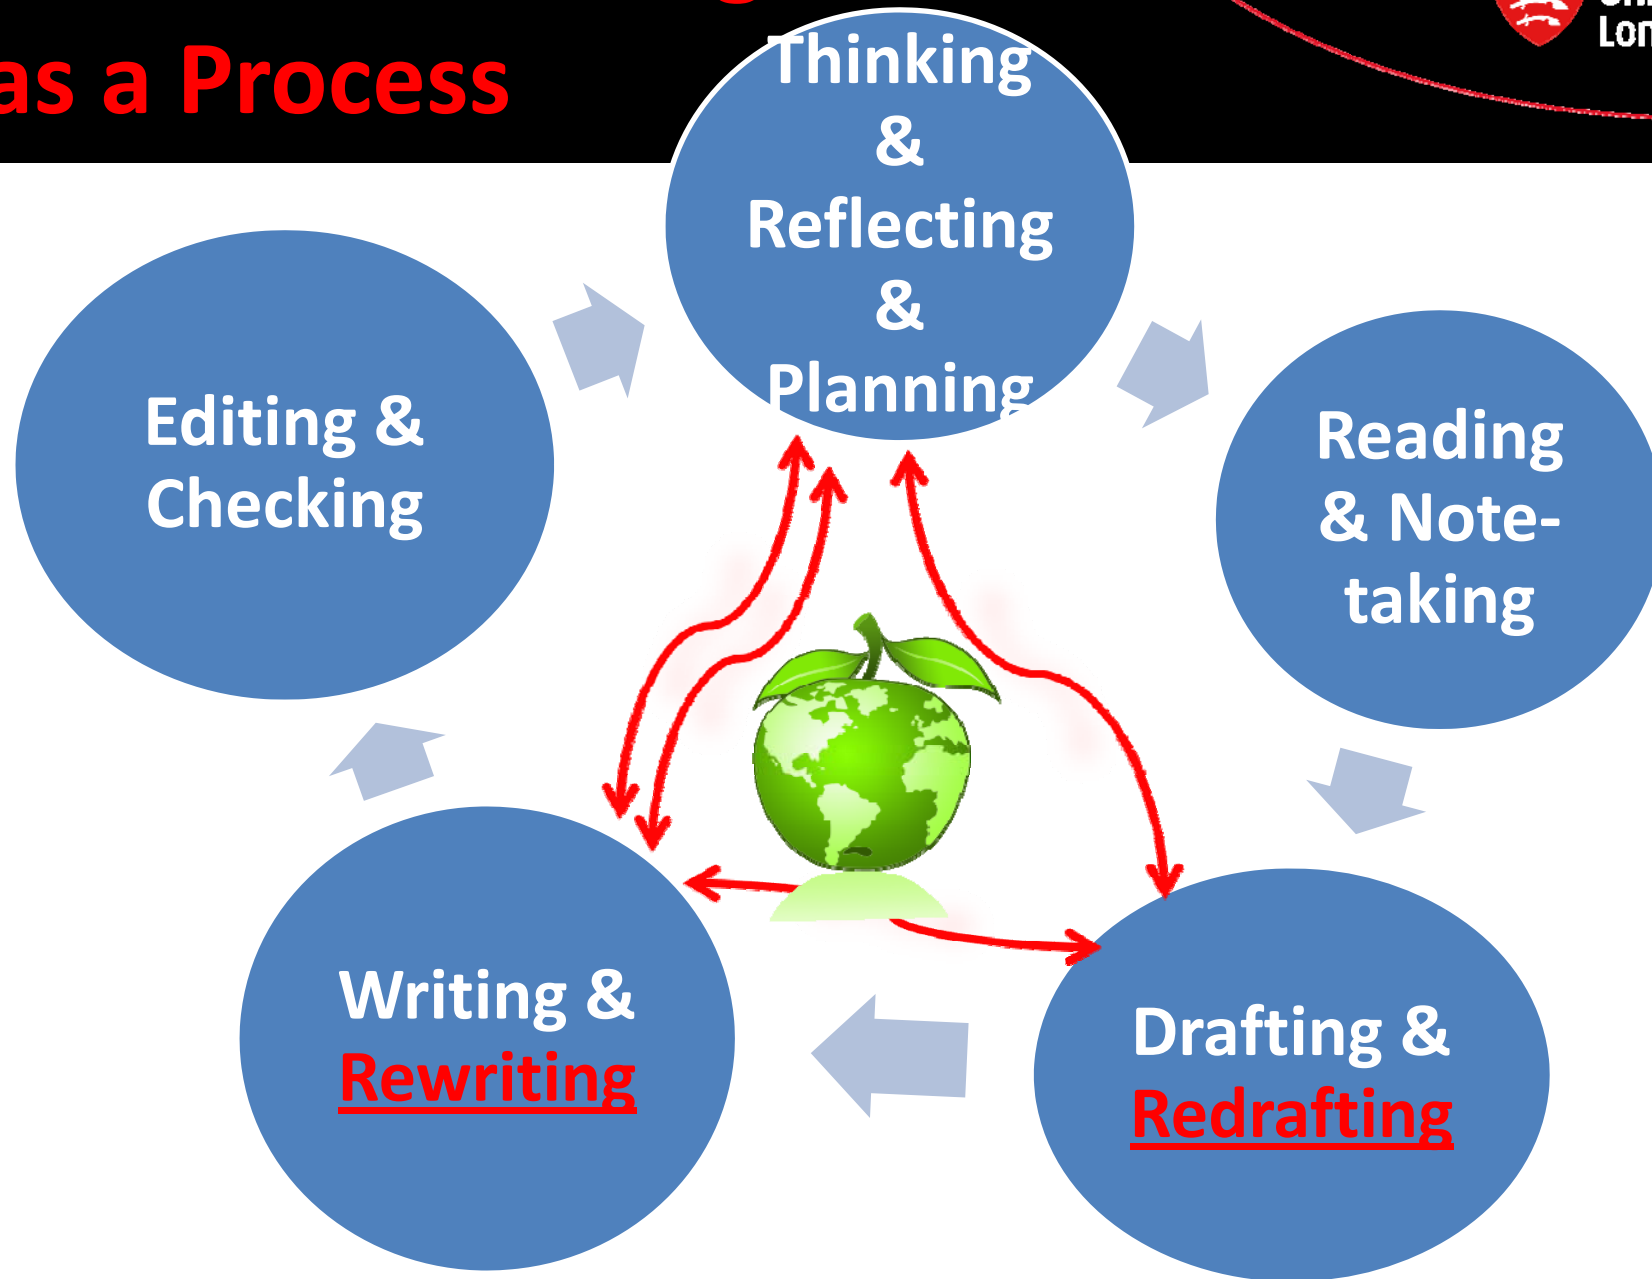 as a Process
Thinking
&
Reflecting
&
Planning
Editing &
Checking
Reading
& Note-
taking
Writing &
Rewriting
Drafting &
Redrafting